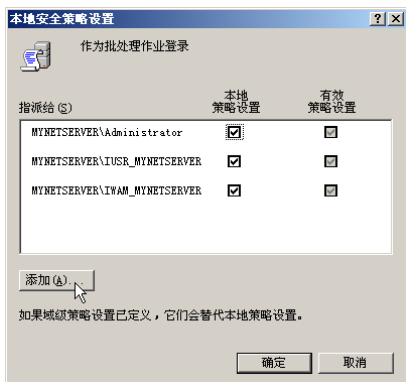 本地安全策略设置
作为批处理作业登录
指派给(S)
本地
策略设置
有效
策略设置
MYNETSERVER\Administrator
MYNETSERVER\IUSR_MYNETSERVER
MYNETSERVER\IWAM_MYNETSERVER
添加(A)...
如果域级策略设置已定义，它们会替代本地策略设置。
确定
取消